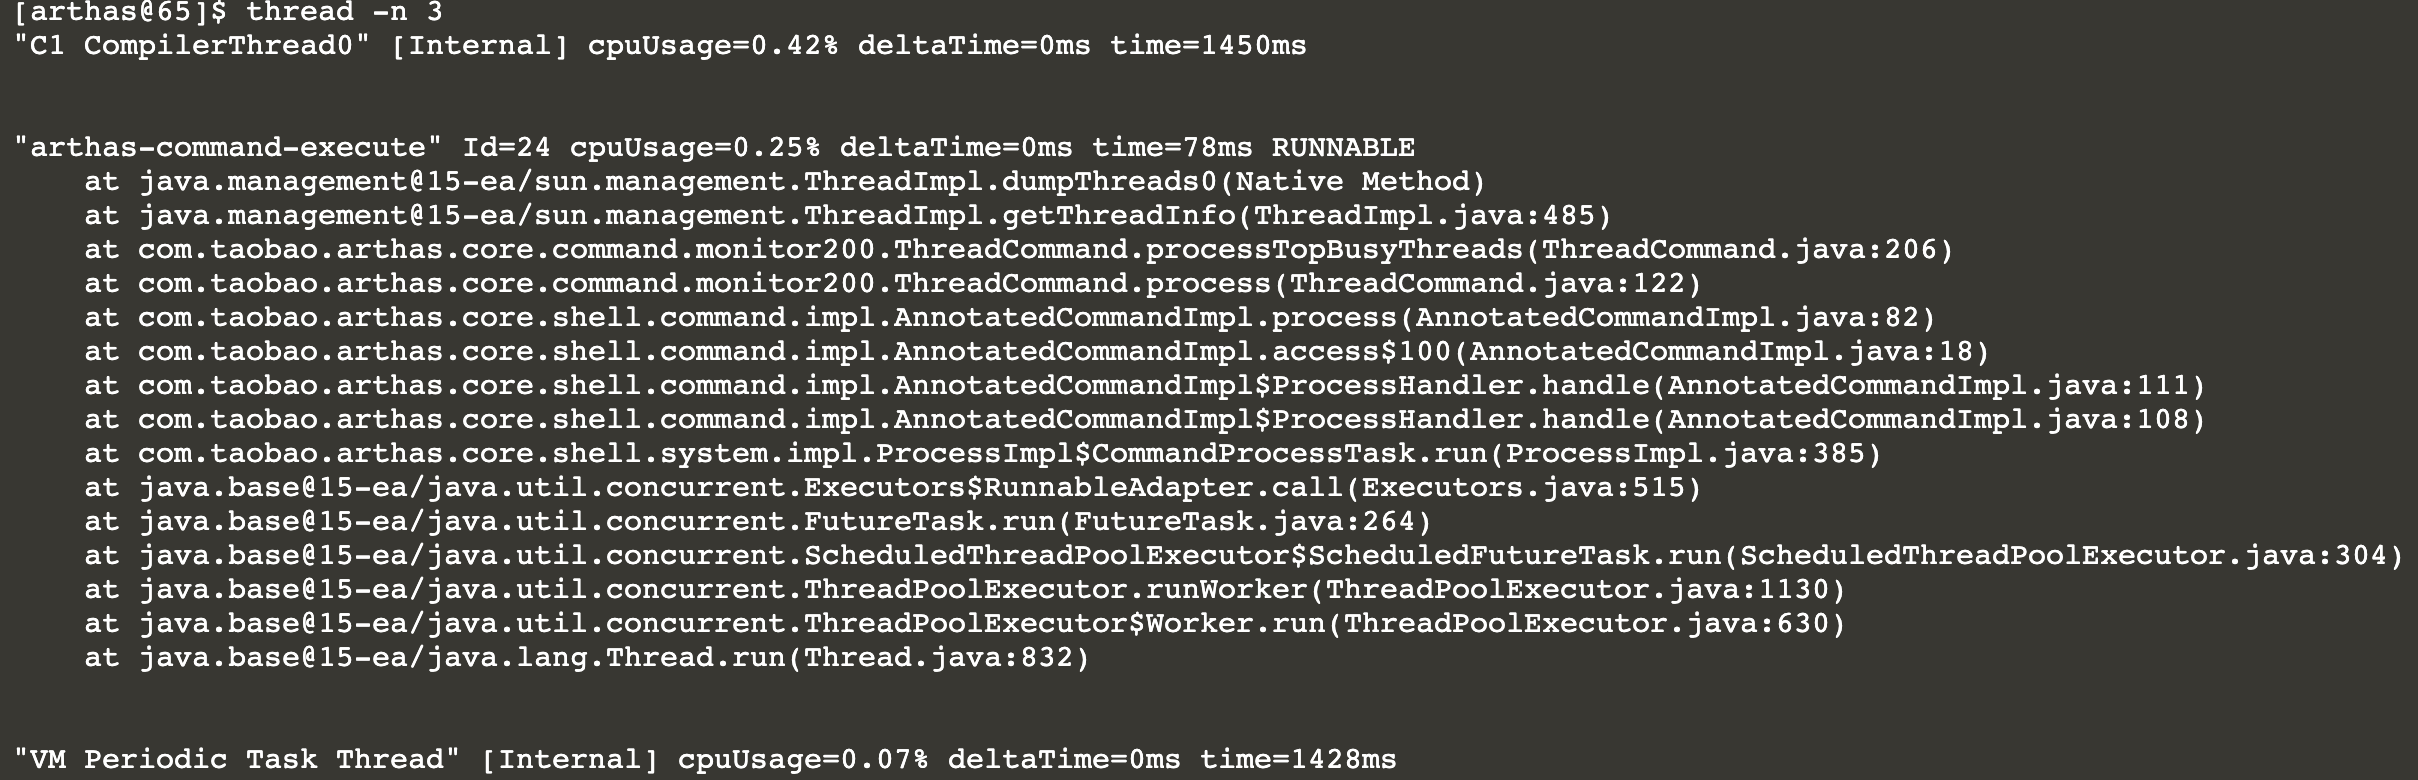 [arthas@65]$ thread -n 3
"C1 CompilerThread0" [Internal] cpuUsage=0.42% deltaTime=0ms time=1450ms
"arthas-command-execute" Id=24 cpuUsage=0.25% deltaTime=0ms time=78ms RUNNABLE
    at java.management@15-ea/sun.management.ThreadImpl.dumpThreads0(Native Method)
    at java.management@15-ea/sun.management.ThreadImpl.getThreadInfo(ThreadImpl.java:485)
    at com.taobao.arthas.core.command.monitor200.ThreadCommand.processTopBusyThreads(ThreadCommand.java:206)
    at com.taobao.arthas.core.command.monitor200.ThreadCommand.process(ThreadCommand.java:122)
    at com.taobao.arthas.core.shell.command.impl.AnnotatedCommandImpl.process(AnnotatedCommandImpl.java:82)
    at com.taobao.arthas.core.shell.command.impl.AnnotatedCommandImpl.access$100(AnnotatedCommandImpl.java:18)
    at com.taobao.arthas.core.shell.command.impl.AnnotatedCommandImpl$ProcessHandler.handle(AnnotatedCommandImpl.java:111)
    at com.taobao.arthas.core.shell.command.impl.AnnotatedCommandImpl$ProcessHandler.handle(AnnotatedCommandImpl.java:108)
    at com.taobao.arthas.core.shell.system.impl.ProcessImpl$CommandProcessTask.run(ProcessImpl.java:385)
    at java.base@15-ea/java.util.concurrent.Executors$RunnableAdapter.call(Executors.java:515)
    at java.base@15-ea/java.util.concurrent.FutureTask.run(FutureTask.java:264)
    at java.base@15-ea/java.util.concurrent.ScheduledThreadPoolExecutor$ScheduledFutureTask.run(ScheduledThreadPoolExecutor.java:304)
    at java.base@15-ea/java.util.concurrent.ThreadPoolExecutor.runWorker(ThreadPoolExecutor.java:1130)
    at java.base@15-ea/java.util.concurrent.ThreadPoolExecutor$Worker.run(ThreadPoolExecutor.java:630)
    at java.base@15-ea/java.lang.Thread.run(Thread.java:832)
"VM Periodic Task Thread" [Internal] cpuUsage=0.07% deltaTime=0ms time=1428ms